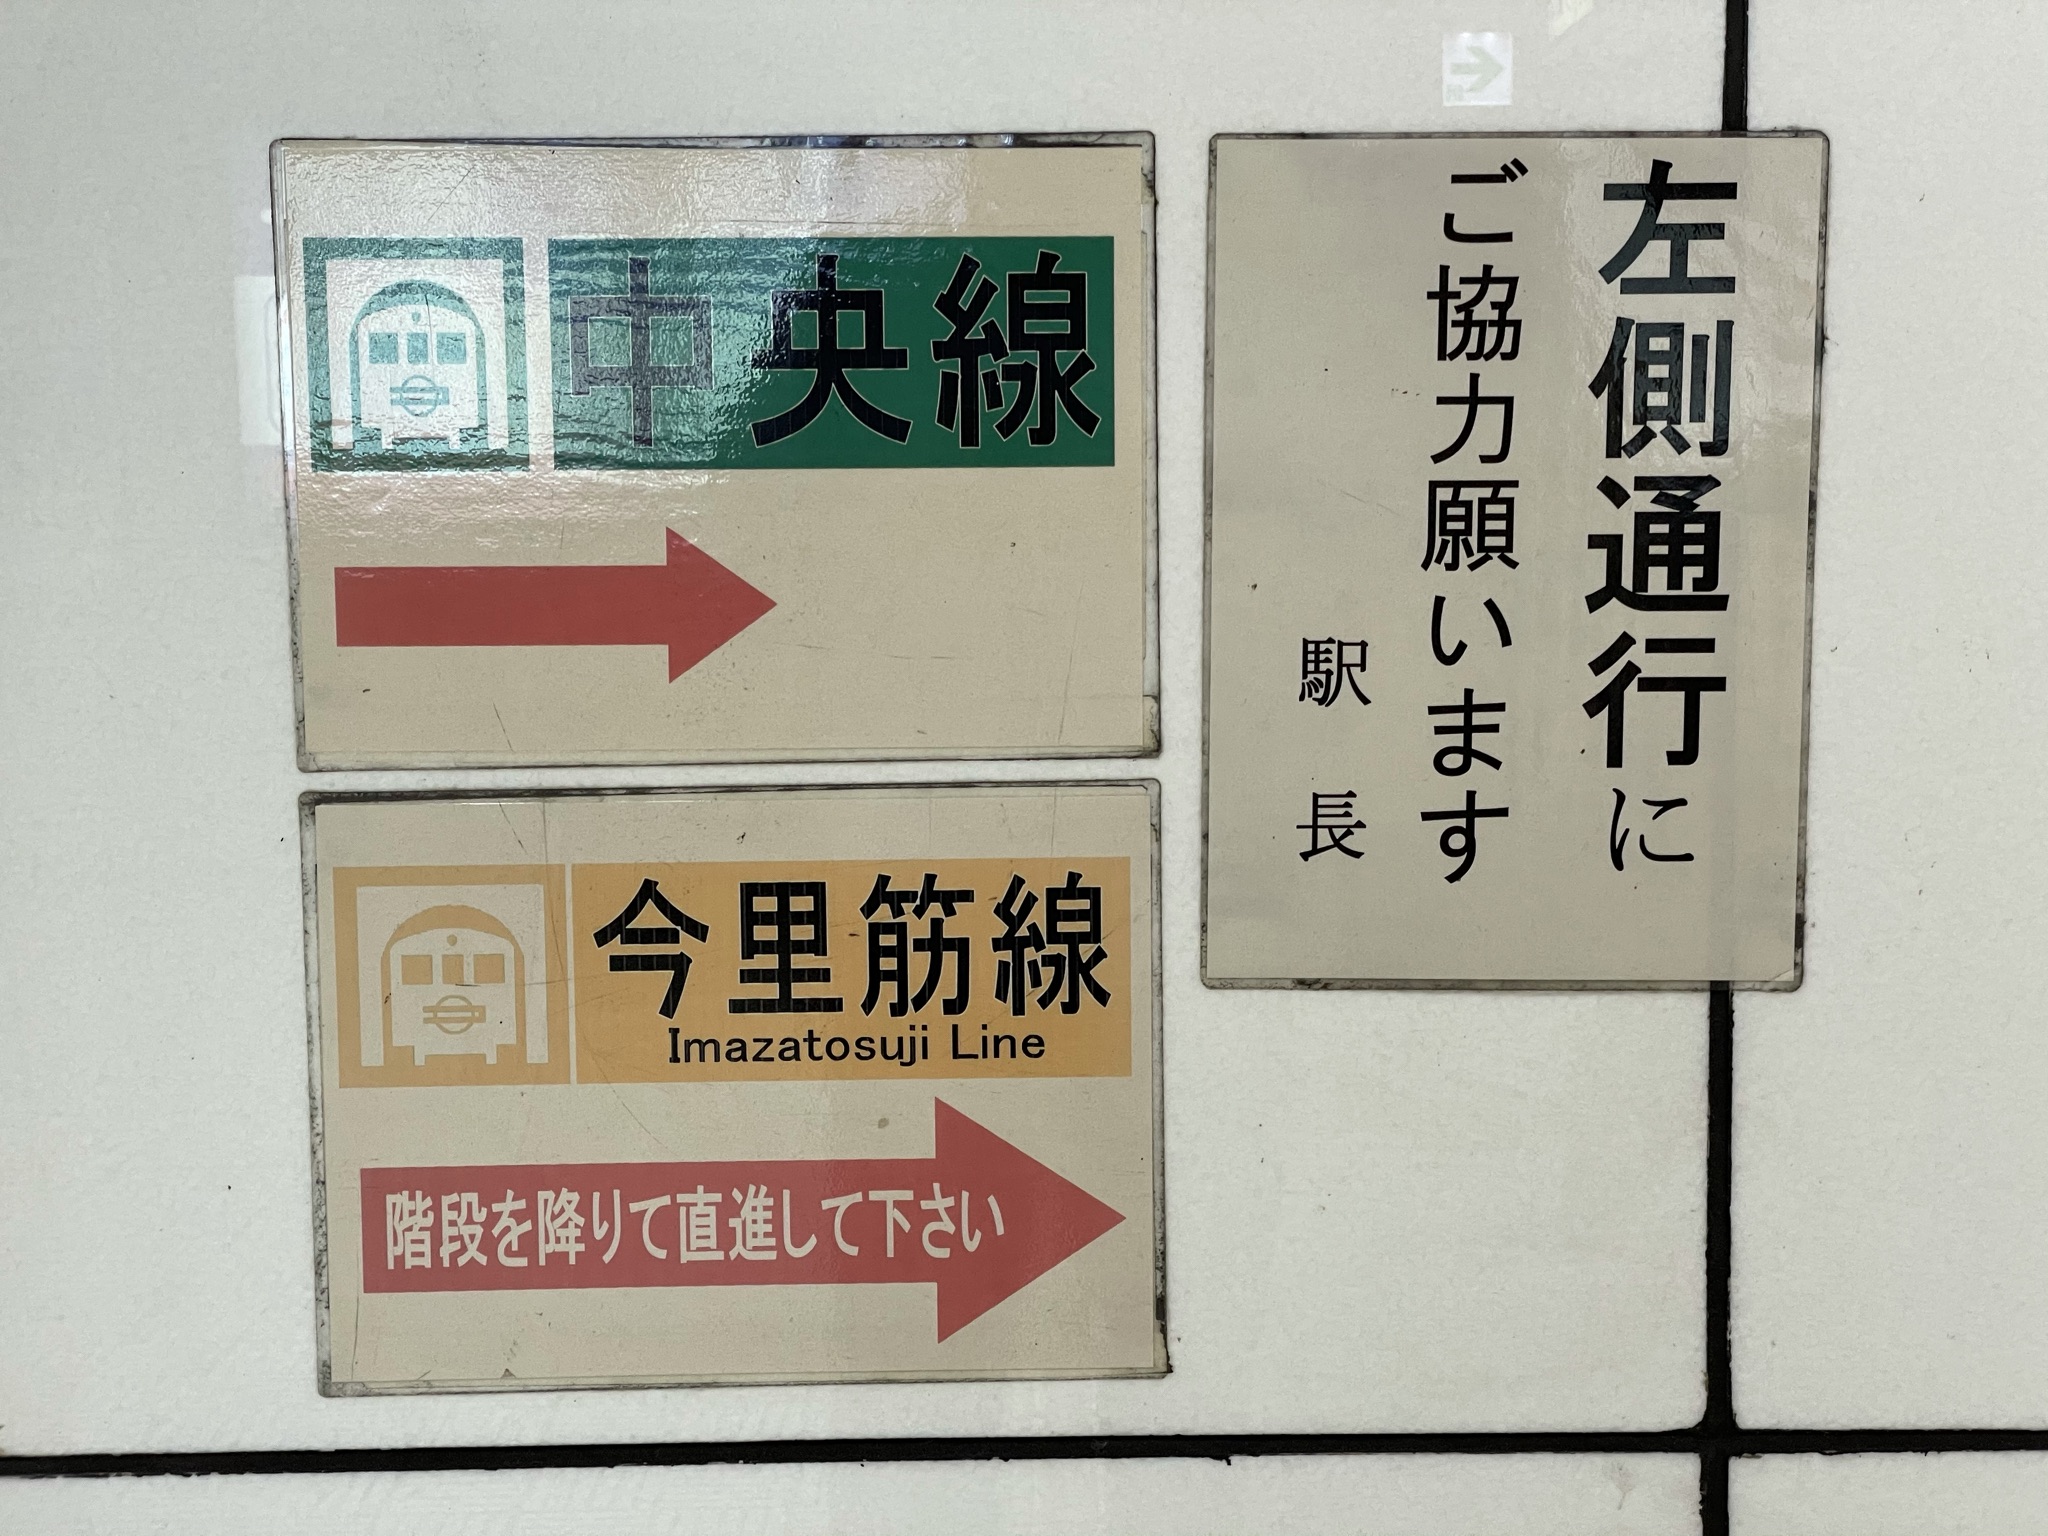 中央線
今里筋線
Imazatosuji Line
階段を降りて直進して下さい
左側通行に
ご協力願います
駅長